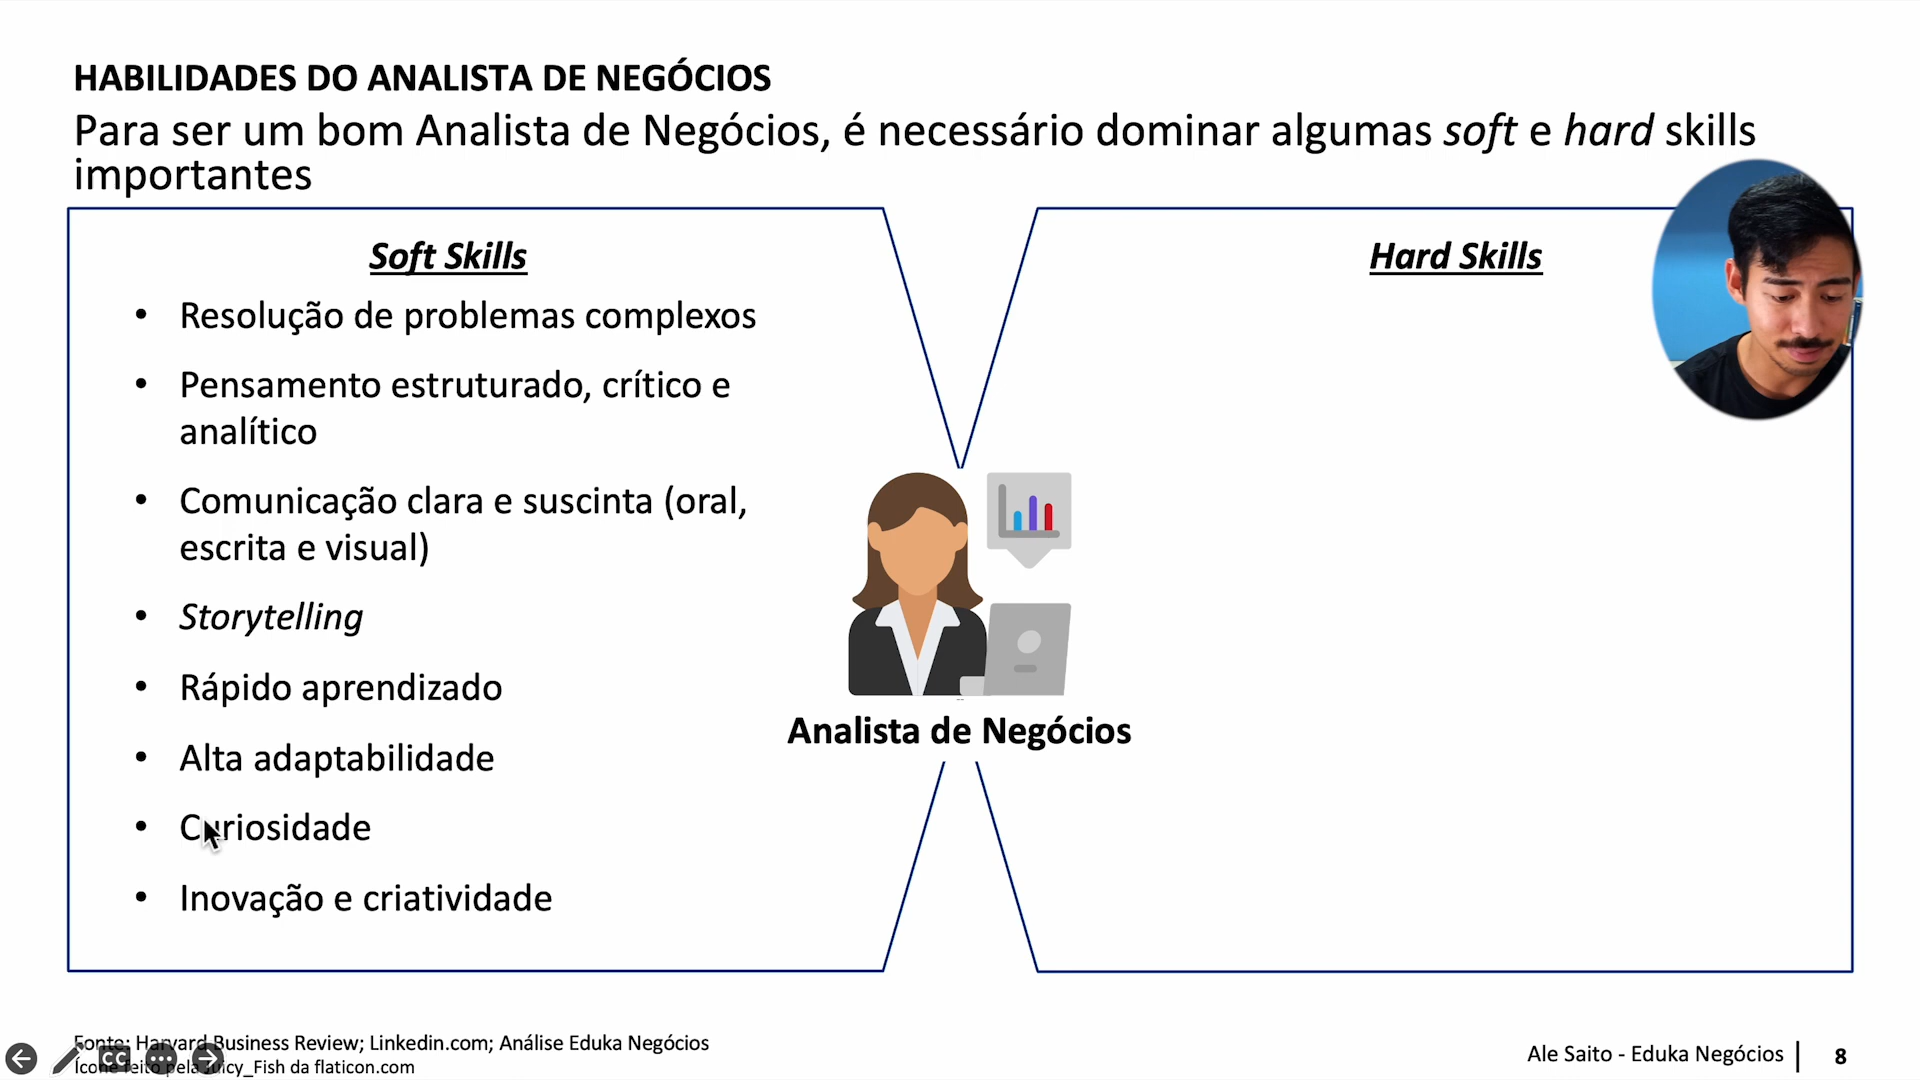 HABILIDADES DO ANALISTA DE NEGÓCIOS
Para ser um bom Analista de Negócios, é necessário dominar algumas soft e hard skills
importantes
Soft Skills
• Resolução de problemas complexos
• Pensamento estruturado, crítico e
analítico
• Comunicação clara e suscinta (oral,
escrita e visual)
• Storytelling
• Rápido aprendizado
• Alta adaptabilidade
• Curiosidade
• Inovação e criatividade
Analista de Negócios
Hard Skills
Fonte: Harvard Business Review; Linkedin.com; Análise Eduka Negócios
Ícone feito pela Juicy_Fish da flaticon.com
CC
Ale Saito - Eduka Negócios | 8